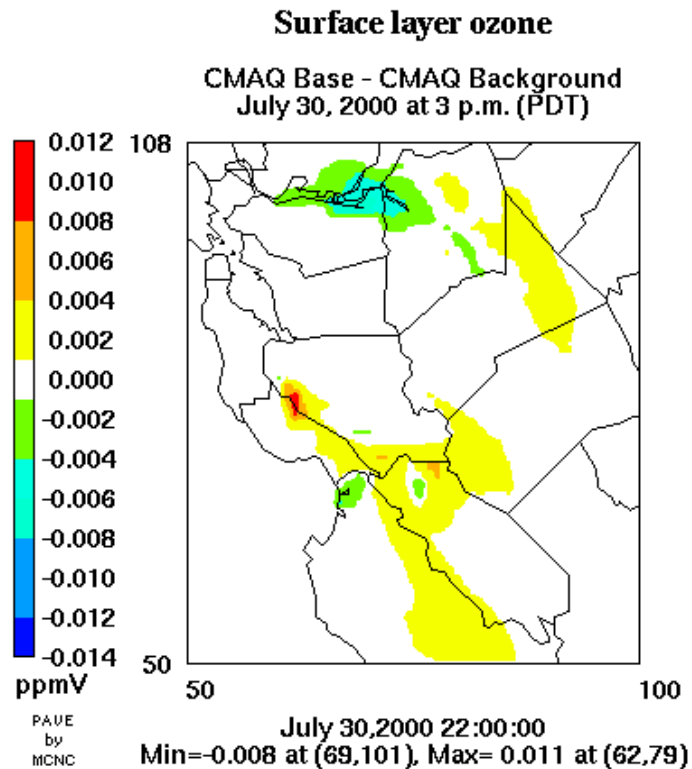 Surface layer ozone
CMAQ Base - CMAQ Background
July 30, 2000 at 3 p.m. (PDT)
0.012
0.010
0.008
0.006
0.004
0.002
0.000
-0.002
-0.004
-0.006
-0.008
-0.010
-0.012
-0.014
ppmV
PAVE
by
MCNC
108
50
50
100
July 30,2000 22:00:00
Min=-0.008 at (69,101), Max= 0.011 at (62,79)